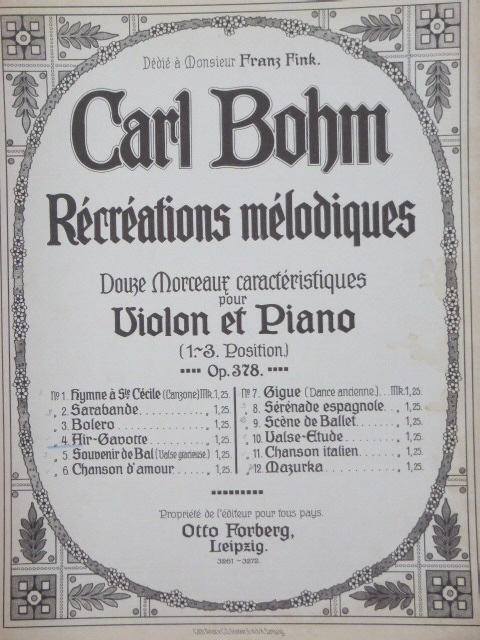 Dédié à Monsieur Franz Fink.
Carl Bohm
Récréations mélodiques
Douze Morceaux caractéristiques
pour
Violon et Piano
(1.~3. Position.)
Op. 378.
No 1. Hymne à Ste Cécile (Canzone) Mk. 1,25.
„ 2. Sarabande . . . . . . . . . . „ 1,25.
„ 3. Bolero . . . . . . . . . . . . „ 1,25.
„ 4. Air-Gavotte . . . . . . . . . „ 1,25.
„ 5. Souvenir de Bal (Valse gracieuse.) „ 1,25.
„ 6. Chanson d'amour . . . . . . „ 1,25.
No 7. Gigue (Dance ancienne.) . . . Mk. 1,25.
„ 8. Sérénade espagnole . . . „ 1,25.
„ 9. Scène de Ballet . . . . . . . „ 1,25.
„ 10. Valse-Etude . . . . . . . . „ 1,25.
„ 11. Chanson italien . . . . . . „ 1,25.
„ 12. Mazurka . . . . . . . . . . „ 1,25.
Propriété de l'éditeur pour tous pays.
Otto Forberg,
Leipzig.
3261 – 3272.